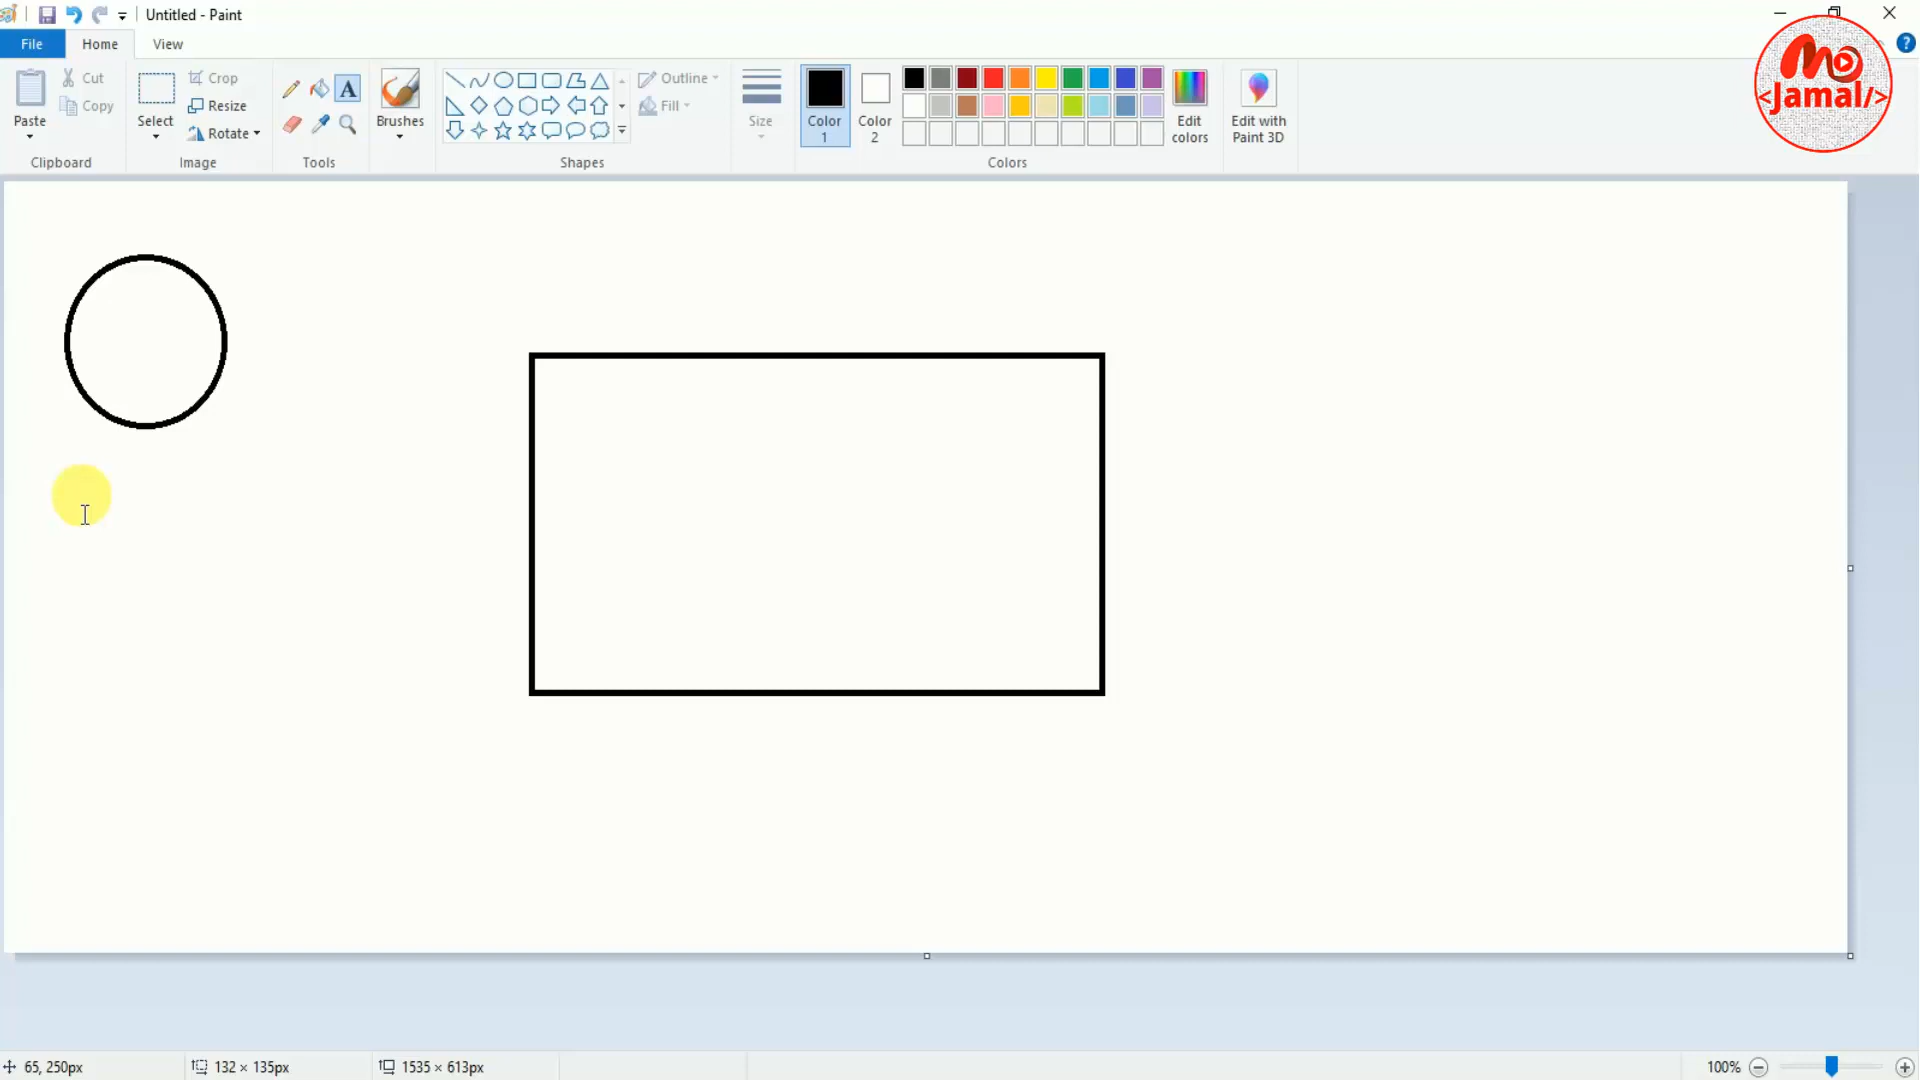 Untitled - Paint
File Home View
Paste Cut Copy Select Crop Resize Rotate A Brushes Outline Fill Size Color 1 Color 2 Edit colors Edit with Paint 3D
Clipboard Image Tools Shapes Colors
Mo
<Jamal/>
65, 250px 132 × 135px 1535 × 613px 100%